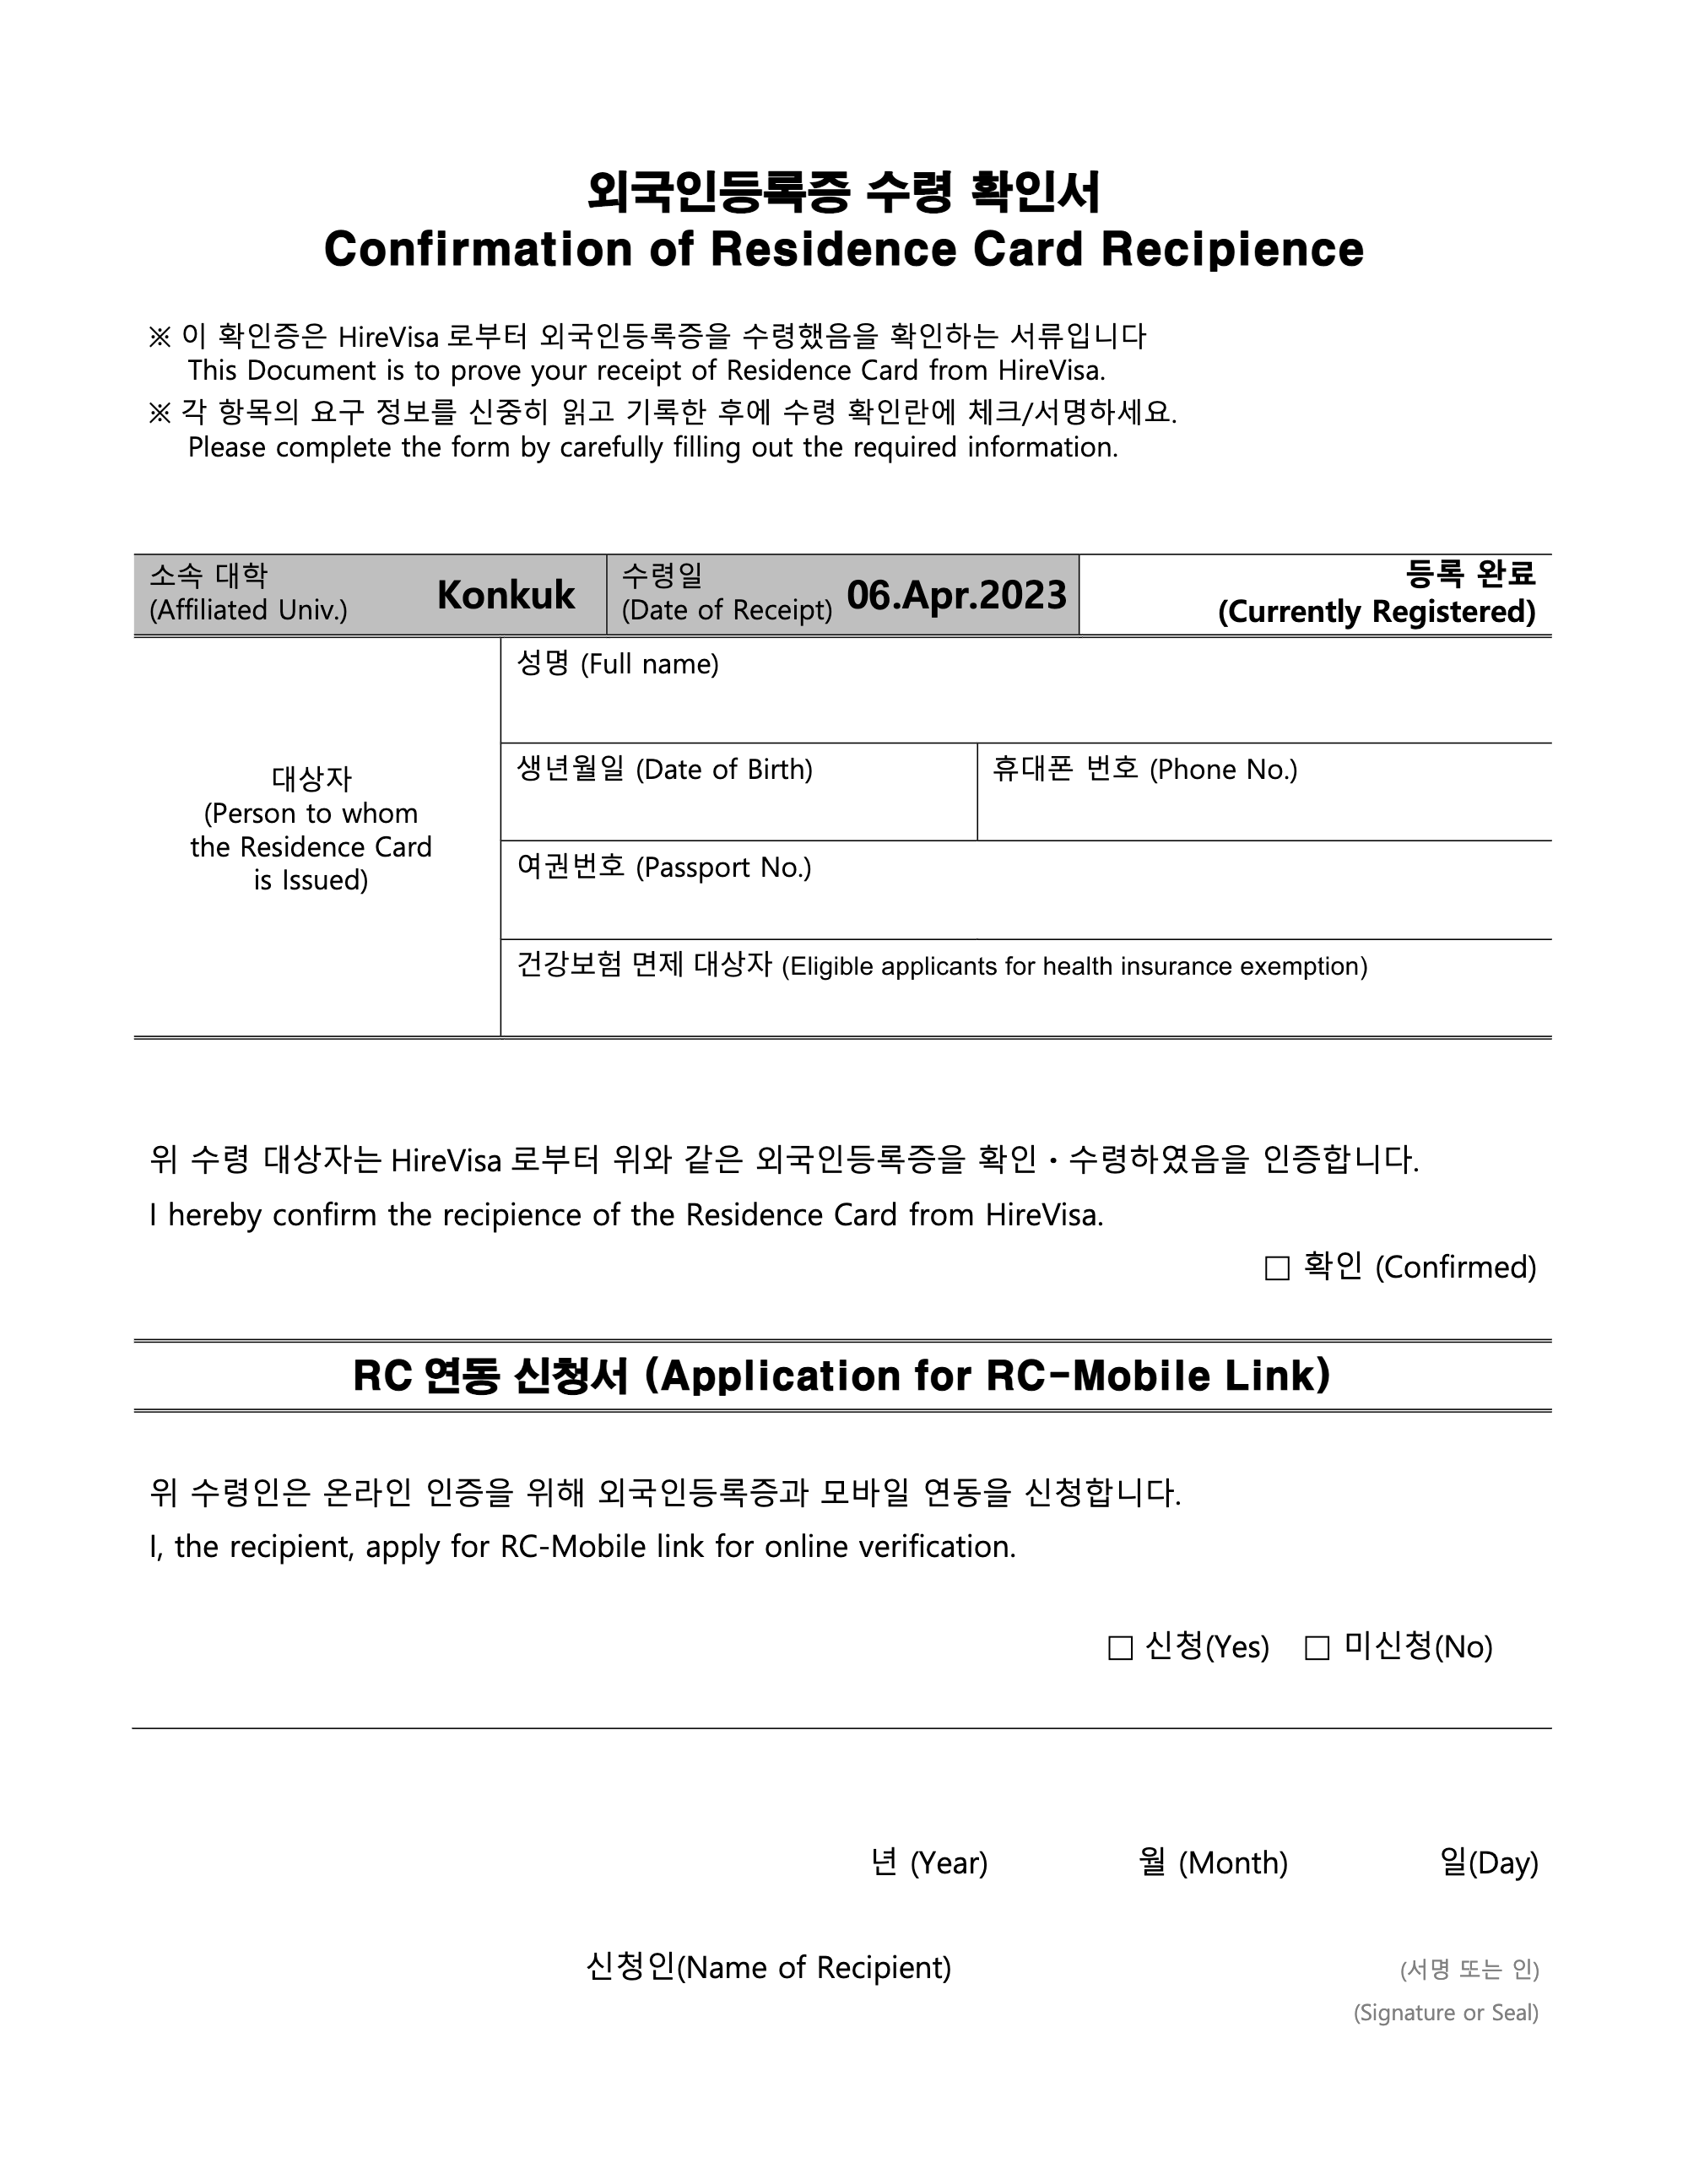 외국인등록증 수령 확인서
Confirmation of Residence Card Recipience
※ 이 확인증은 HireVisa 로부터 외국인등록증을 수령했음을 확인하는 서류입니다
This Document is to prove your receipt of Residence Card from HireVisa.
※ 각 항목의 요구 정보를 신중히 읽고 기록한 후에 수령 확인란에 체크/서명하세요.
Please complete the form by carefully filling out the required information.
소속 대학
(Affiliated Univ.)
Konkuk
수령일
(Date of Receipt)
06.Apr.2023
등록 완료
(Currently Registered)
대상자
(Person to whom
the Residence Card
is Issued)
성명 (Full name)
생년월일 (Date of Birth)
휴대폰 번호 (Phone No.)
여권번호 (Passport No.)
건강보험 면제 대상자 (Eligible applicants for health insurance exemption)
위 수령 대상자는 HireVisa 로부터 위와 같은 외국인등록증을 확인・수령하였음을 인증합니다.
I hereby confirm the recipience of the Residence Card from HireVisa.
□ 확인 (Confirmed)
RC 연동 신청서 (Application for RC-Mobile Link)
위 수령인은 온라인 인증을 위해 외국인등록증과 모바일 연동을 신청합니다.
I, the recipient, apply for RC-Mobile link for online verification.
□ 신청(Yes) □ 미신청(No)
년 (Year) 월 (Month) 일(Day)
신청인(Name of Recipient) (서명 또는 인)
(Signature or Seal)